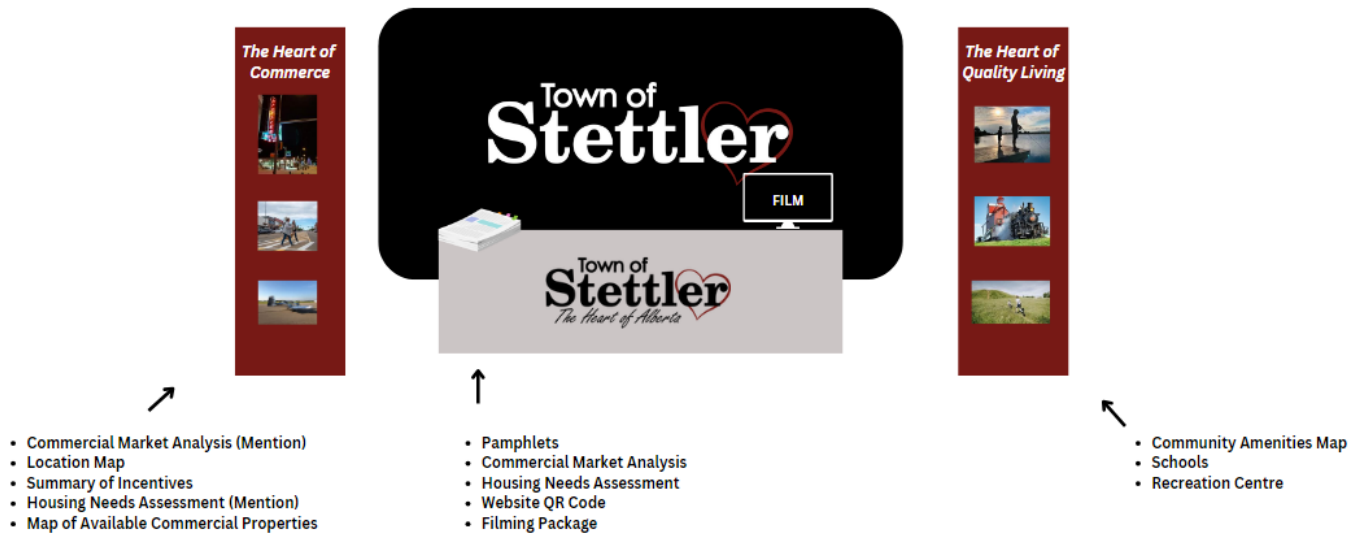 The Heart of
Commerce
Town of
Stettler
FILM
Town of
Stettler
The Heart of Alberta
The Heart of
Quality Living
• Commercial Market Analysis (Mention)
• Location Map
• Summary of Incentives
• Housing Needs Assessment (Mention)
• Map of Available Commercial Properties
• Pamphlets
• Commercial Market Analysis
• Housing Needs Assessment
• Website QR Code
• Filming Package
• Community Amenities Map
• Schools
• Recreation Centre